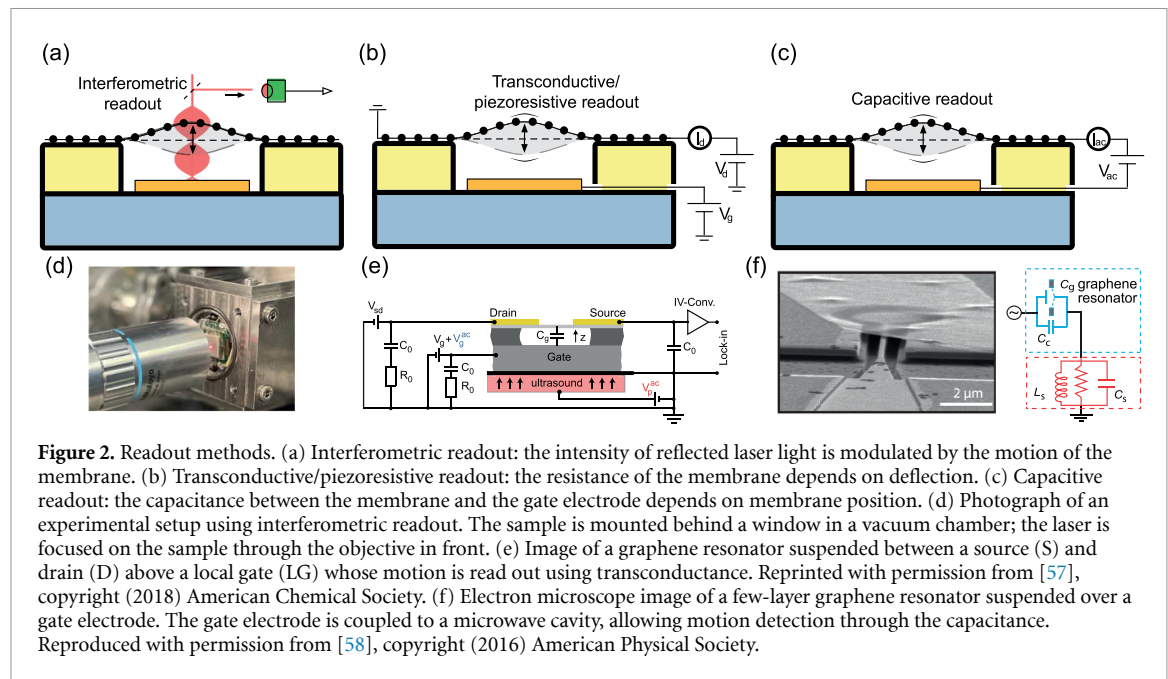 (a)
Interferometric
readout
(b)
Transconductive/
piezoresistive readout
I_d
V_d
V_g
(c)
Capacitive readout
I_ac
V_ac
(d)
(e)
V_sd
Drain
Source
IV-Conv.
V_g + V_g^ac
C_g
z
C_0
C_0
C_0
Gate
R_0
R_0
ultrasound
V_p^ac
Lock-in
(f)
2 μm
C_g graphene
resonator
C_c
L_s
C_s
Figure 2. Readout methods. (a) Interferometric readout: the intensity of reflected laser light is modulated by the motion of the
membrane. (b) Transconductive/piezoresistive readout: the resistance of the membrane depends on deflection. (c) Capacitive
readout: the capacitance between the membrane and the gate electrode depends on membrane position. (d) Photograph of an
experimental setup using interferometric readout. The sample is mounted behind a window in a vacuum chamber; the laser is
focused on the sample through the objective in front. (e) Image of a graphene resonator suspended between a source (S) and
drain (D) above a local gate (LG) whose motion is read out using transconductance. Reprinted with permission from [57],
copyright (2018) American Chemical Society. (f) Electron microscope image of a few-layer graphene resonator suspended over a
gate electrode. The gate electrode is coupled to a microwave cavity, allowing motion detection through the capacitance.
Reproduced with permission from [58], copyright (2016) American Physical Society.